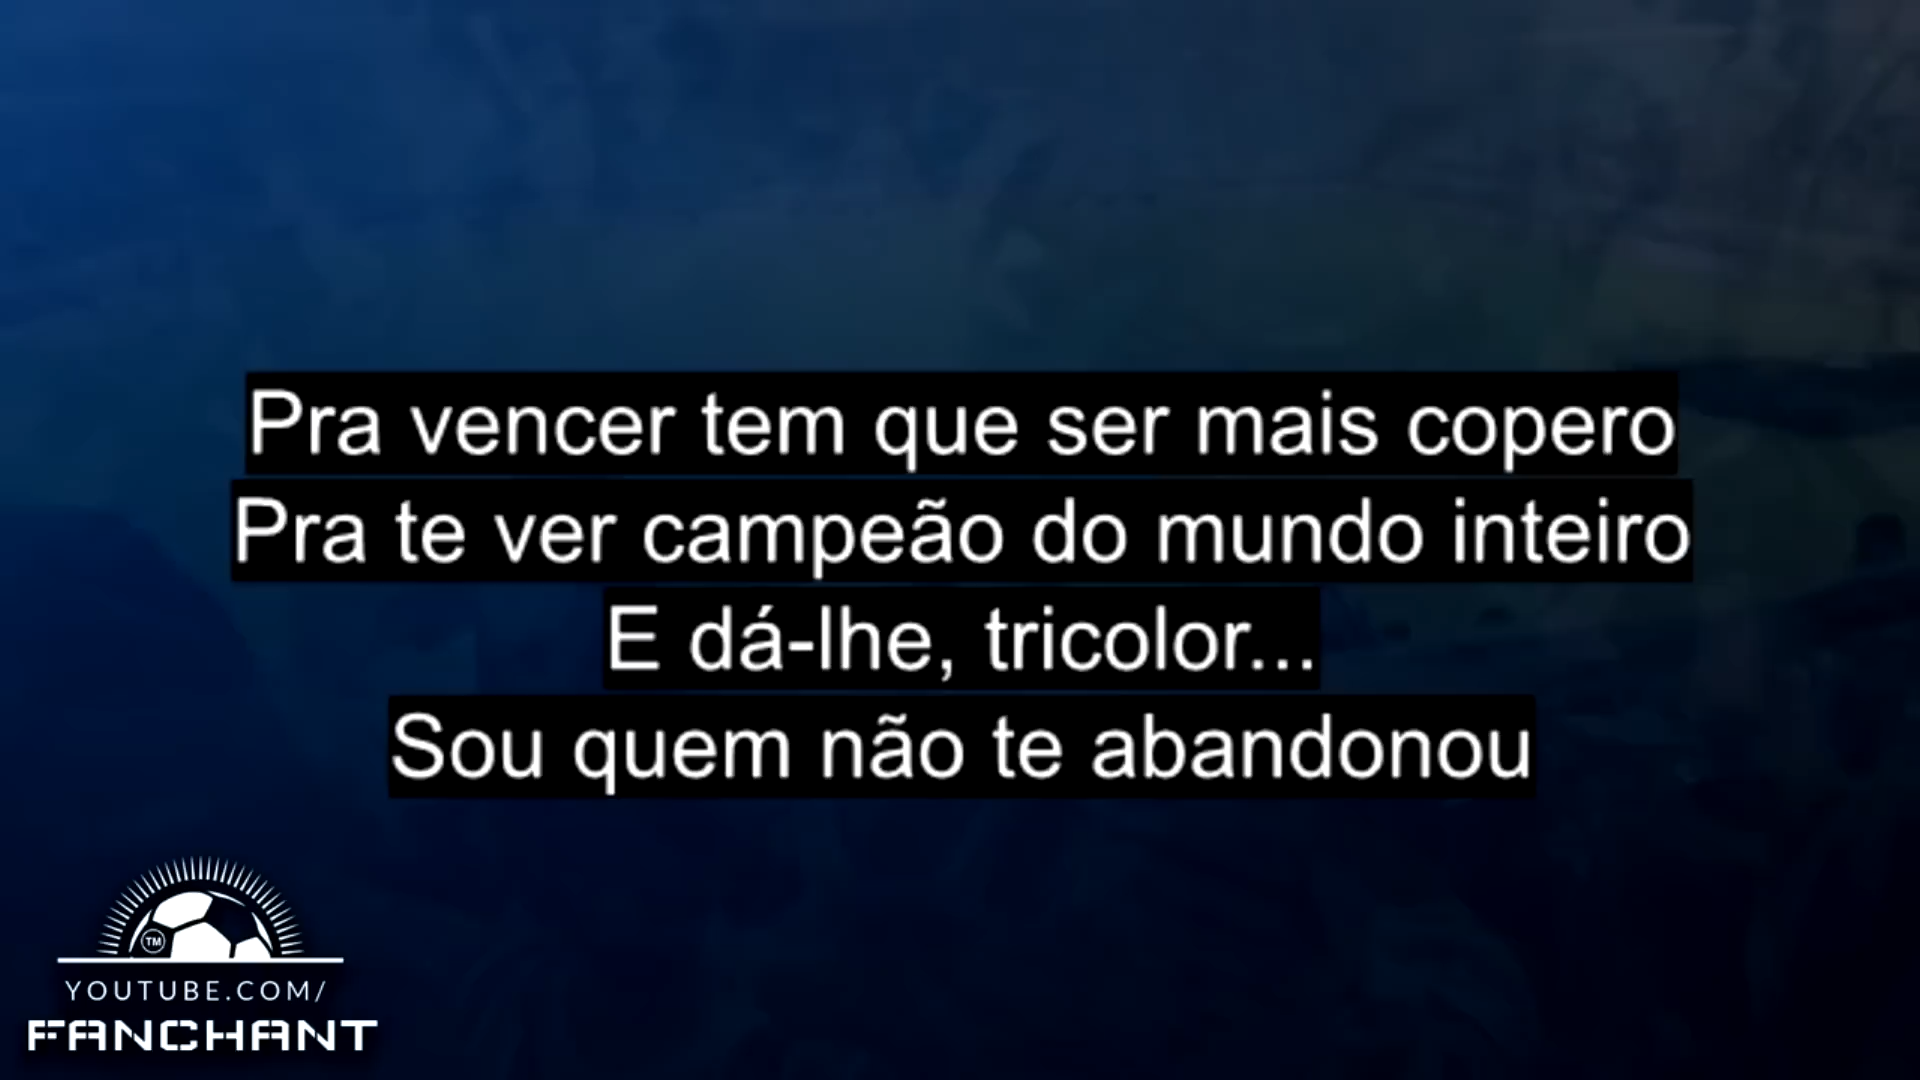 Pra vencer tem que ser mais copero
Pra te ver campeão do mundo inteiro
E dá-lhe, tricolor...
Sou quem não te abandonou
TM
YOUTUBE.COM/
FANCHANT